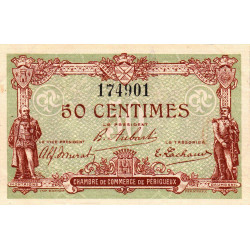 174901
50 CENTIMES
LE PRÉSIDENT
LE VICE-PRÉSIDENT
LE TRÉSORIER
CHAMBRE DE COMMERCE DE PÉRIGUEUX